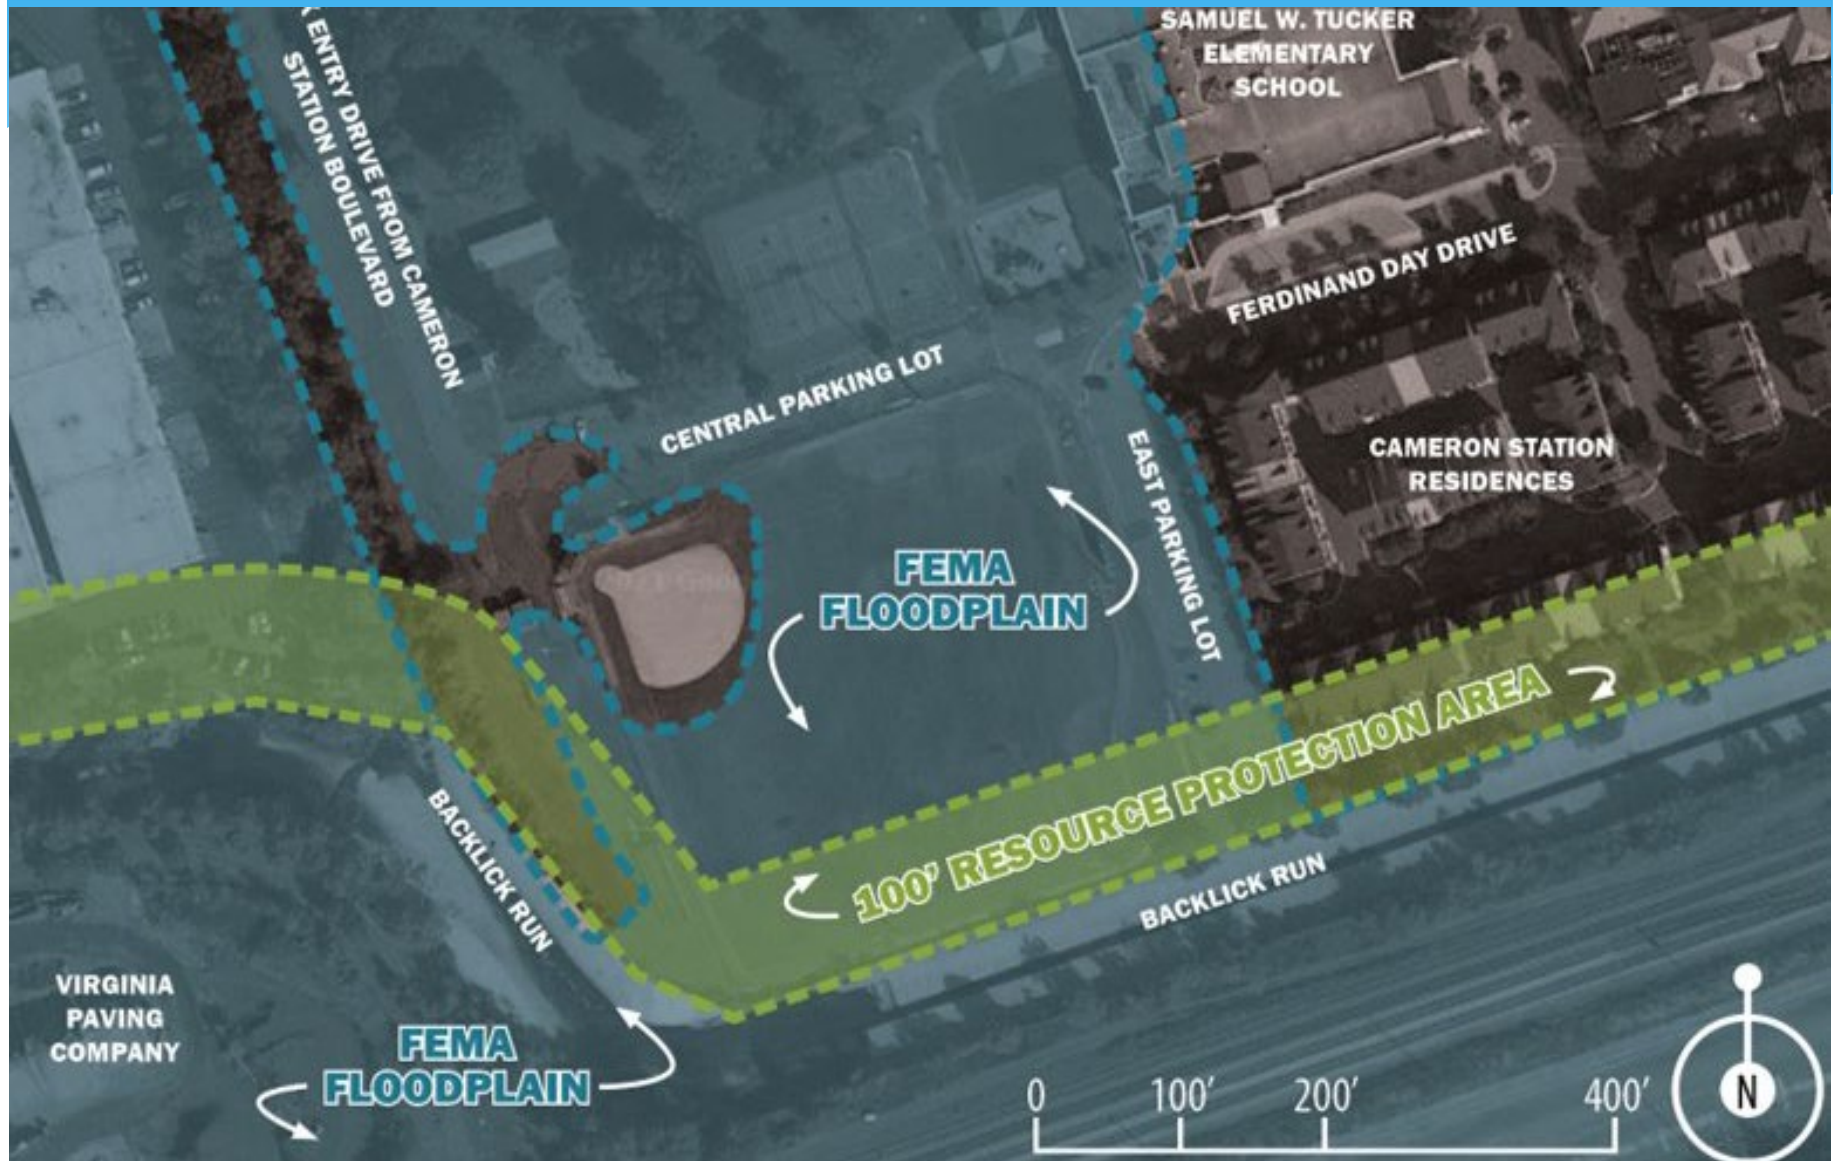 SAMUEL W. TUCKER
ELEMENTARY
SCHOOL
ENTRY DRIVE FROM CAMERON
STATION BOULEVARD
FERDINAND DAY DRIVE
CENTRAL PARKING LOT
CAMERON STATION
RESIDENCES
EAST PARKING LOT
FEMA
FLOODPLAIN
100' RESOURCE PROTECTION AREA
BACKLICK RUN
BACKLICK RUN
VIRGINIA
PAVING
COMPANY
FEMA
FLOODPLAIN
0 100' 200' 400'
N